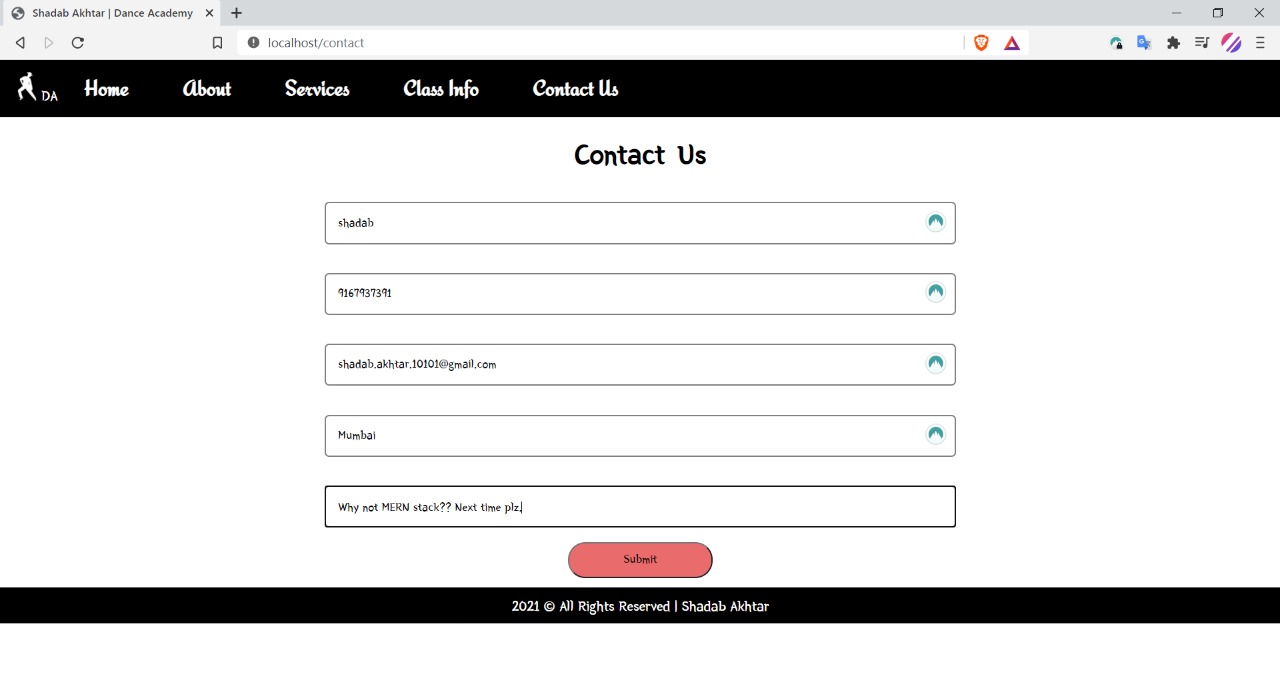 Shadab Akhtar | Dance Academy
localhost/contact
DA Home About Services Class Info Contact Us
Contact Us
shadab
9167937391
shadab.akhtar.10101@gmail.com
Mumbai
Why not MERN stack?? Next time plz.
Submit
2021 © All Rights Reserved | Shadab Akhtar